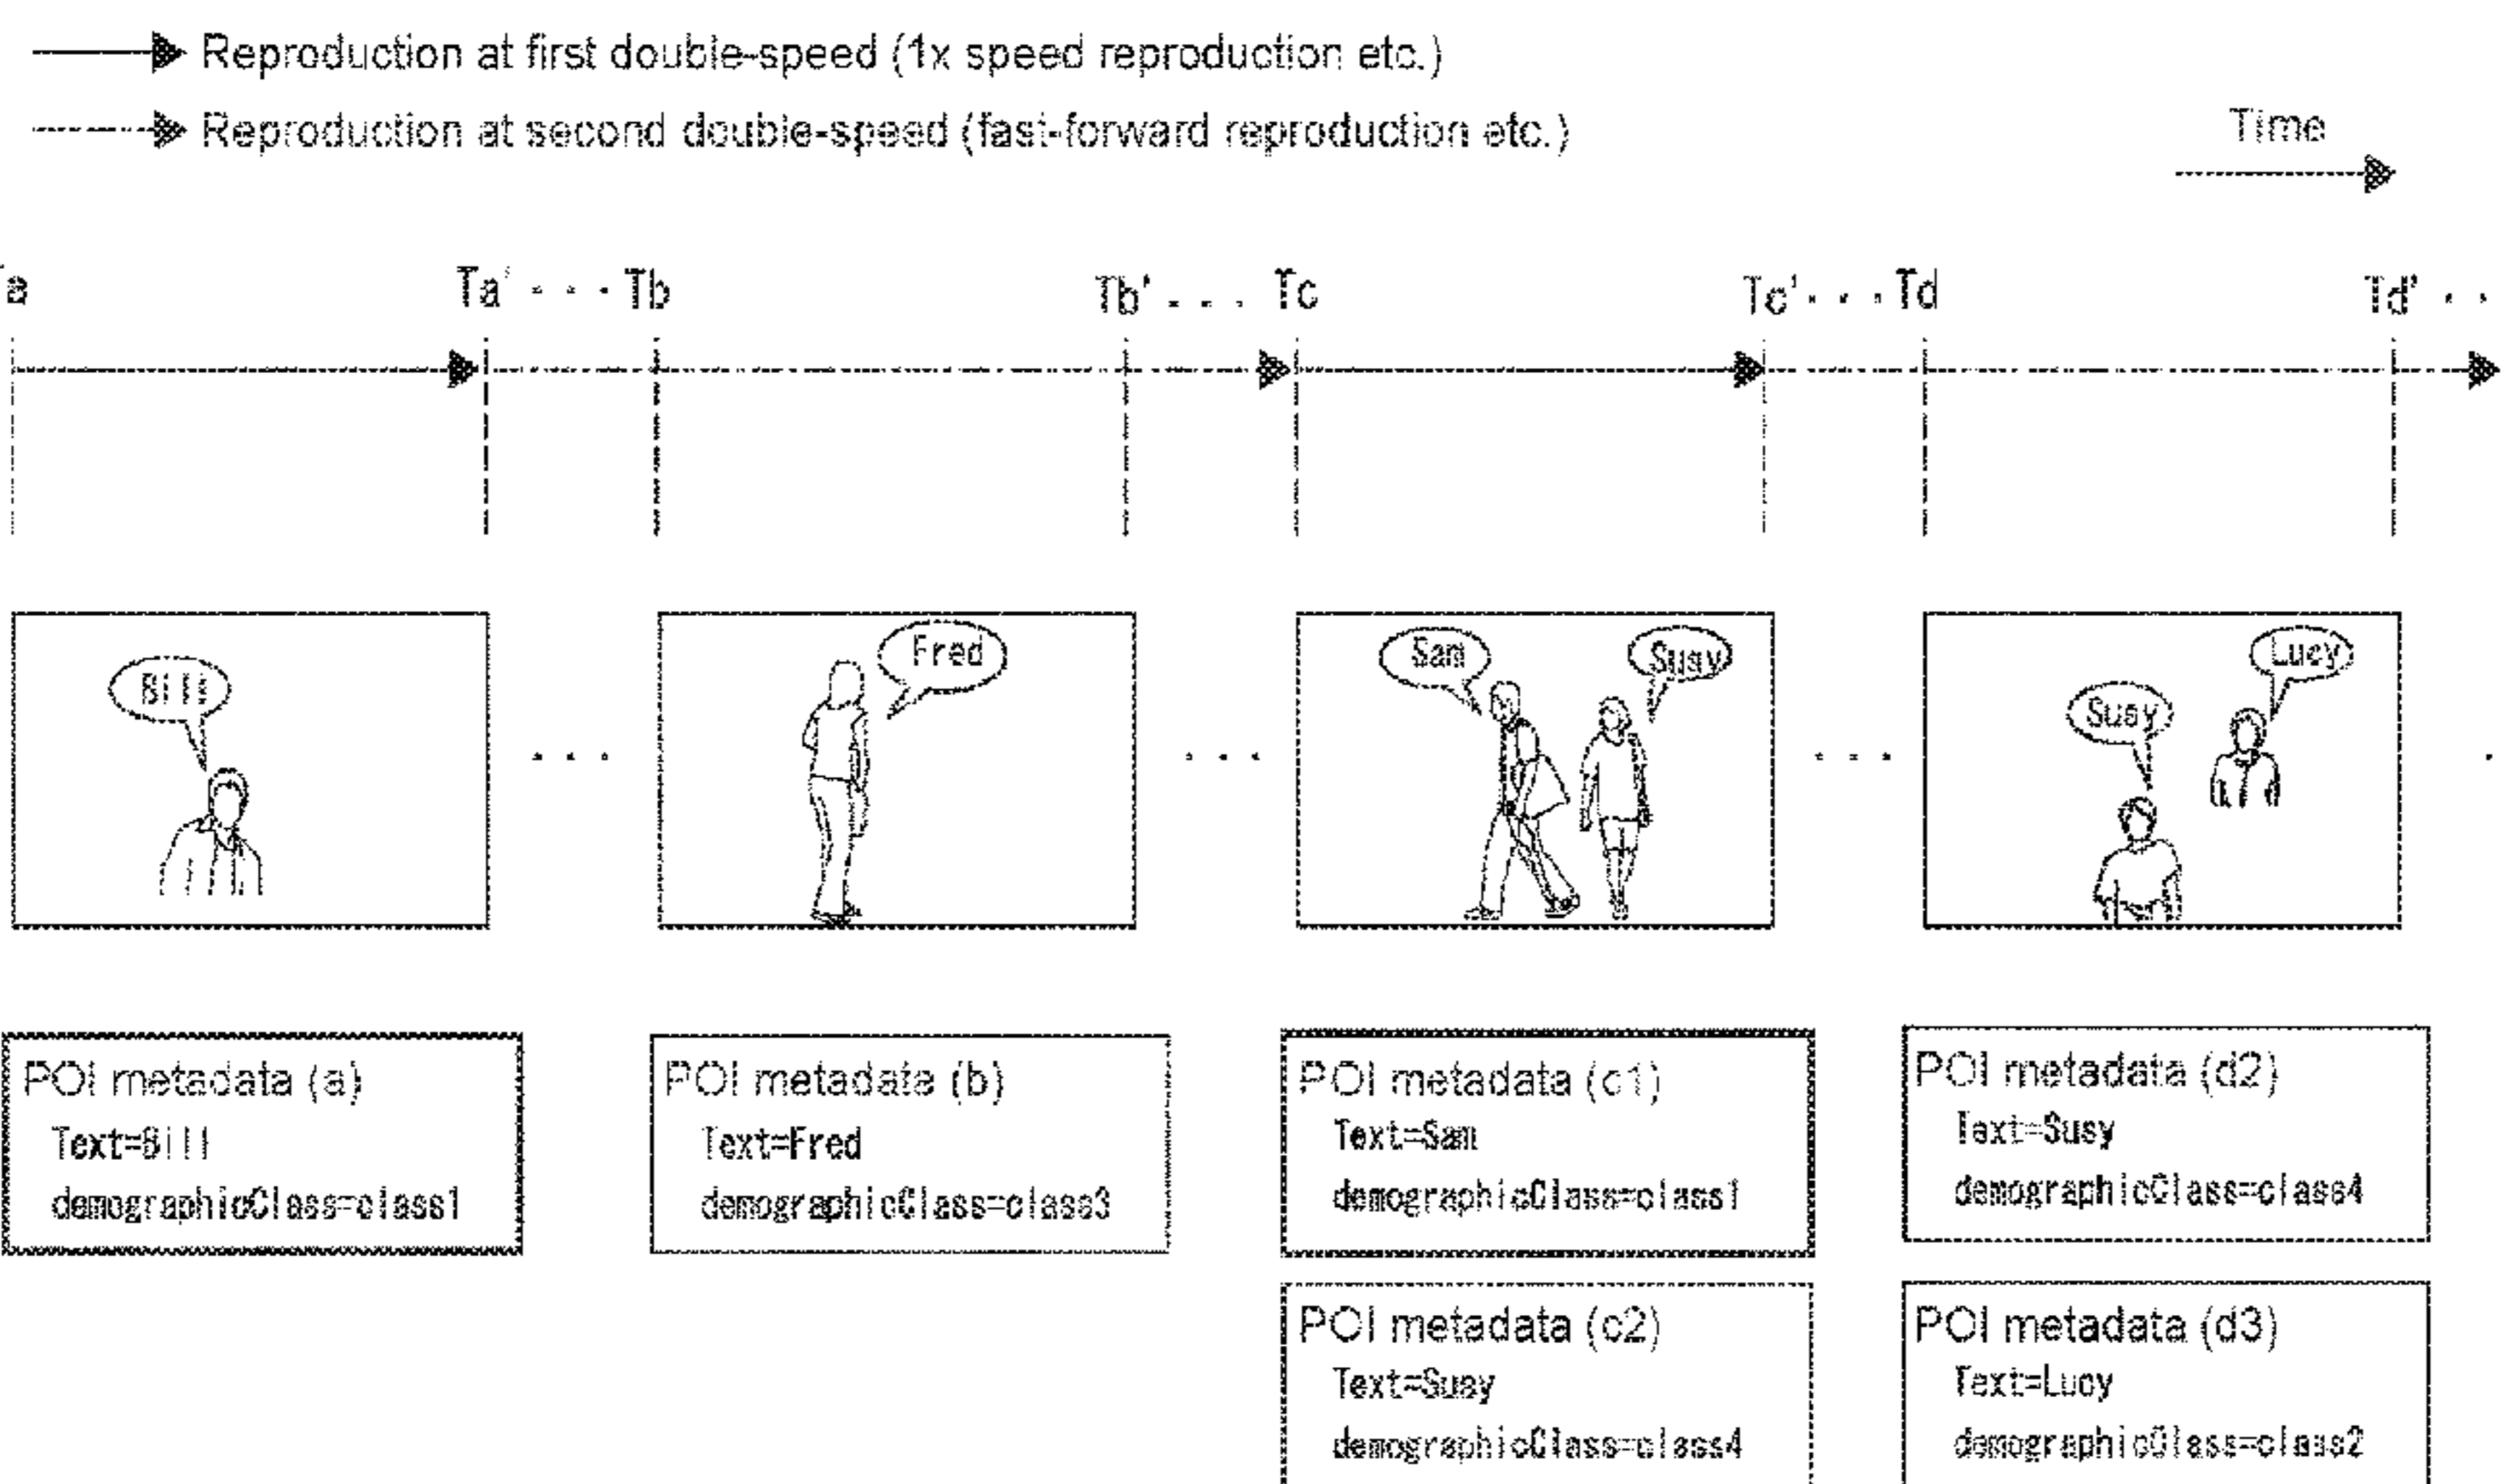 Reproduction at first double-speed (1x speed reproduction etc.)
Reproduction at second double-speed (fast-forward reproduction etc.)
Time
a Ta' · · · Tb Tb' · · · Tc Tc' · · · Td Td' · ·
Bill
Fred
Sam
Susy
Susy
Lucy
· · ·
· · ·
· · ·
·
POI metadata (a)
Text=Bill
demographicClass=class1
POI metadata (b)
Text=Fred
demographicClass=class3
POI metadata (c1)
Text=Sam
demographicClass=class1
POI metadata (c2)
Text=Susy
demographicClass=class4
POI metadata (d2)
Text=Susy
demographicClass=class4
POI metadata (d3)
Text=Lucy
demographicClass=class2